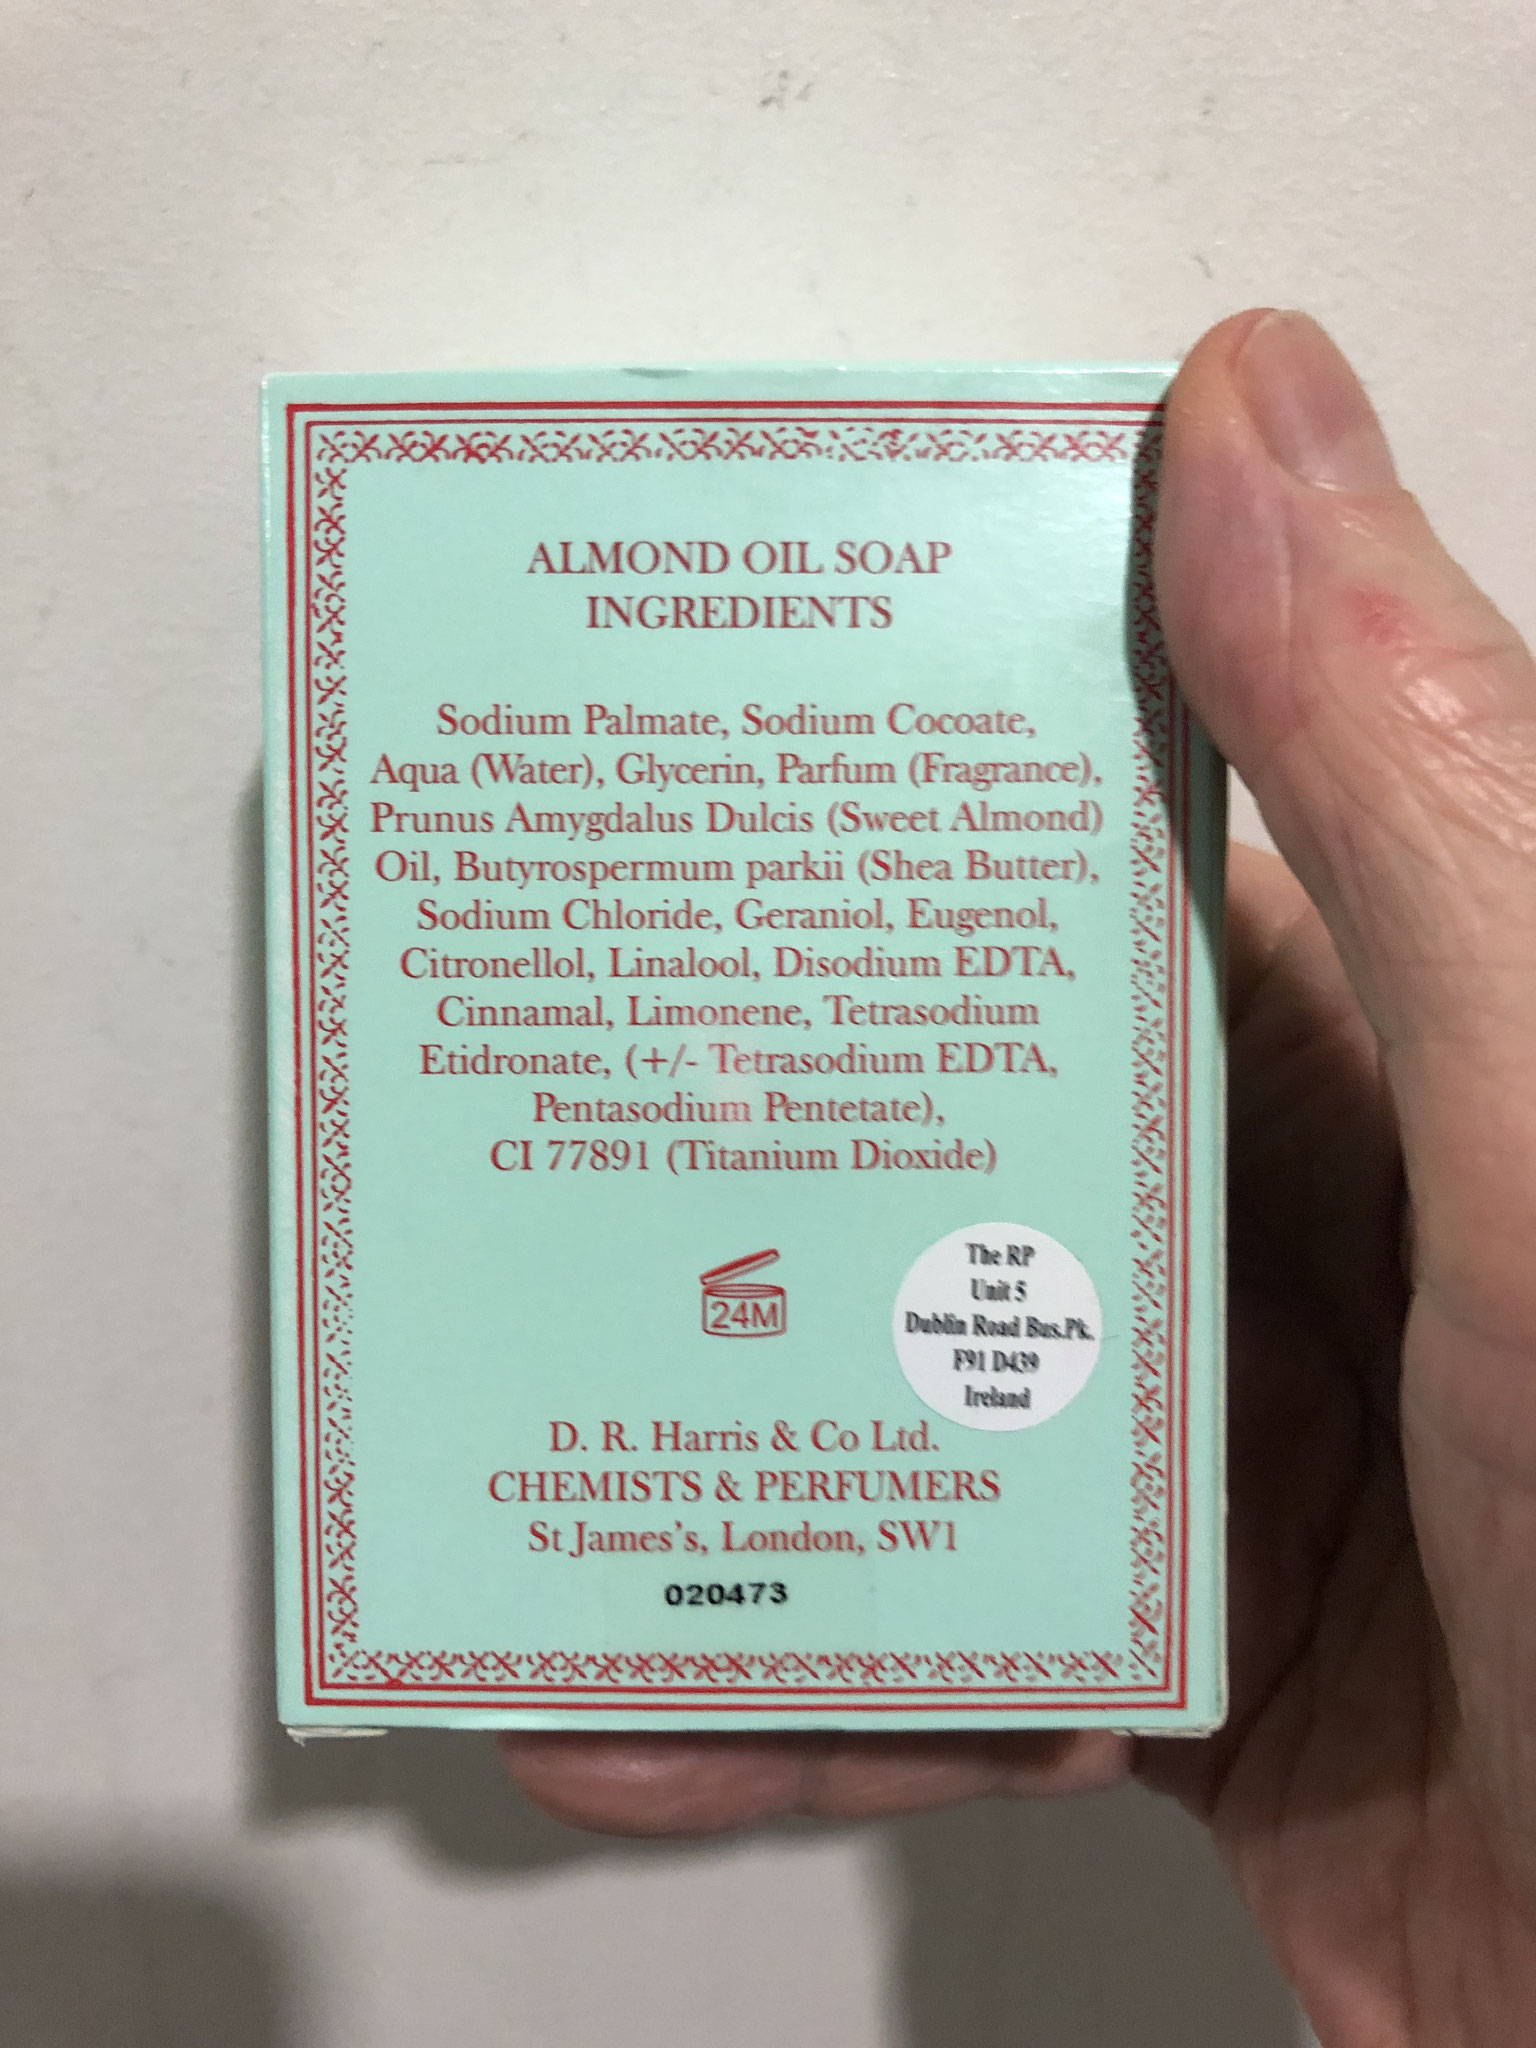 ALMOND OIL SOAP
INGREDIENTS
Sodium Palmate, Sodium Cocoate,
Aqua (Water), Glycerin, Parfum (Fragrance),
Prunus Amygdalus Dulcis (Sweet Almond)
Oil, Butyrospermum parkii (Shea Butter),
Sodium Chloride, Geraniol, Eugenol,
Citronellol, Linalool, Disodium EDTA,
Cinnamal, Limonene, Tetrasodium
Etidronate, (+/- Tetrasodium EDTA,
Pentasodium Pentetate),
CI 77891 (Titanium Dioxide)
24M
The RP
Unit 5
Dublin Road Bus.Pk.
F91 D439
Ireland
D. R. Harris & Co Ltd.
CHEMISTS & PERFUMERS
St James's, London, SW1
020473